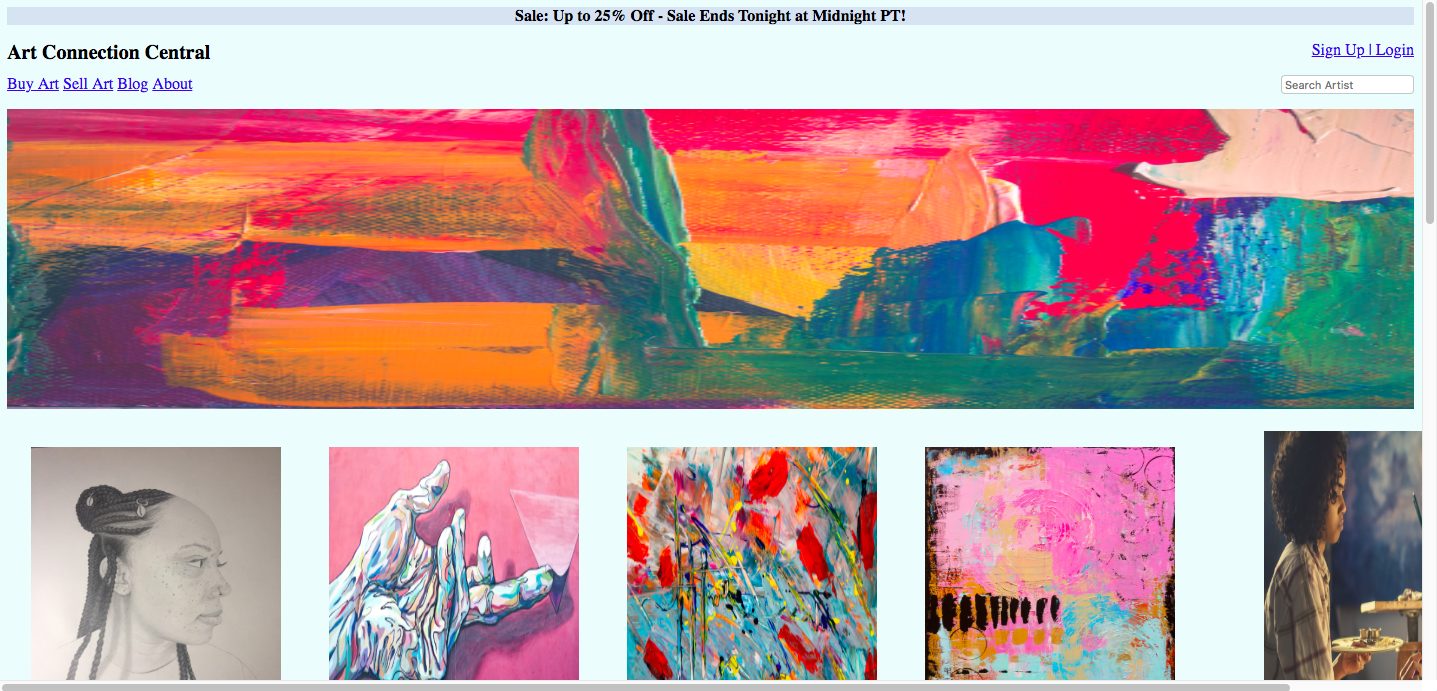 Sale: Up to 25% Off - Sale Ends Tonight at Midnight PT!
Art Connection Central
Sign Up | Login
Buy Art Sell Art Blog About
Search Artist